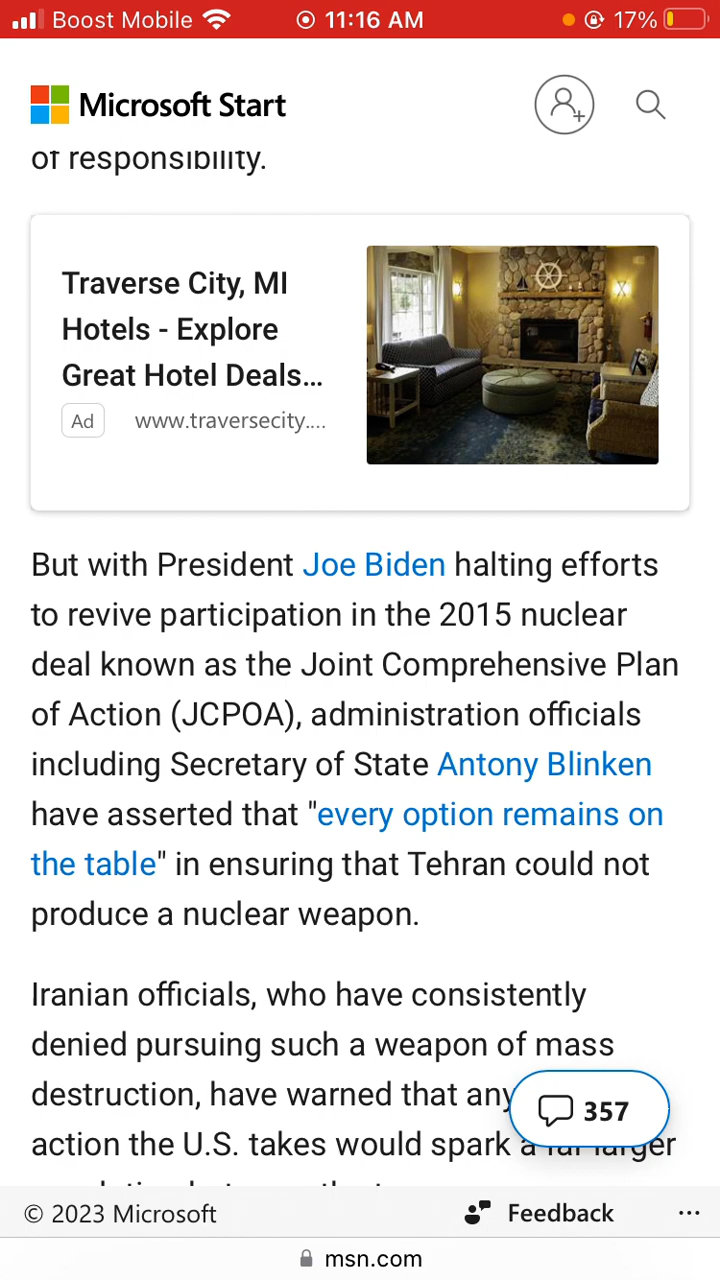 Boost Mobile 11:16 AM 17%
Microsoft Start
of responsibility.
Traverse City, MI
Hotels - Explore
Great Hotel Deals...
Ad www.traversecity....
But with President Joe Biden halting efforts
to revive participation in the 2015 nuclear
deal known as the Joint Comprehensive Plan
of Action (JCPOA), administration officials
including Secretary of State Antony Blinken
have asserted that "every option remains on
the table" in ensuring that Tehran could not
produce a nuclear weapon.
Iranian officials, who have consistently
denied pursuing such a weapon of mass
destruction, have warned that any
357
action the U.S. takes would spark a far larger
© 2023 Microsoft Feedback ...
msn.com